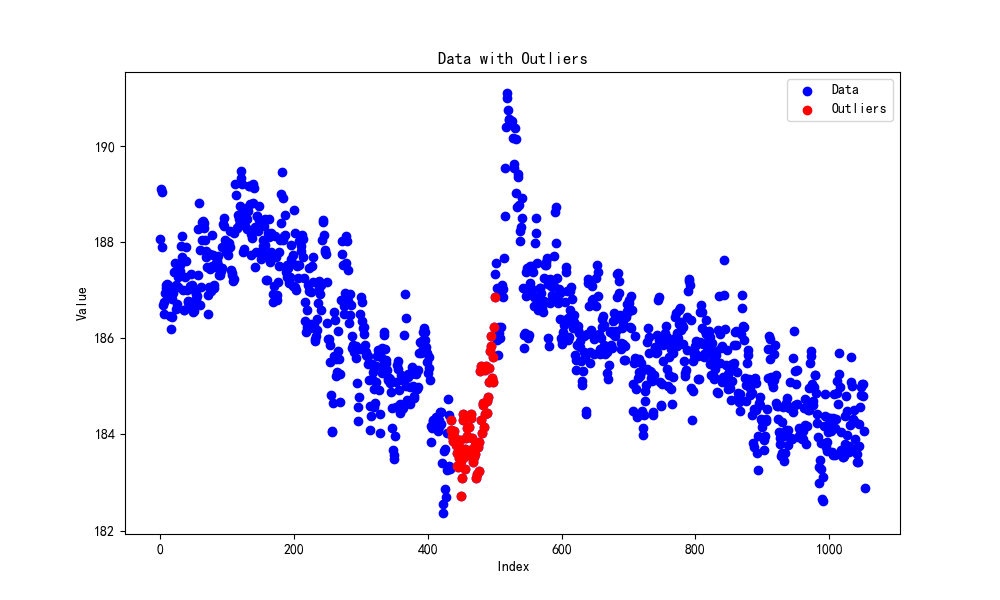 Data with Outliers
Data
Outliers
190
188
186
184
182
Value
0 200 400 600 800 1000
Index